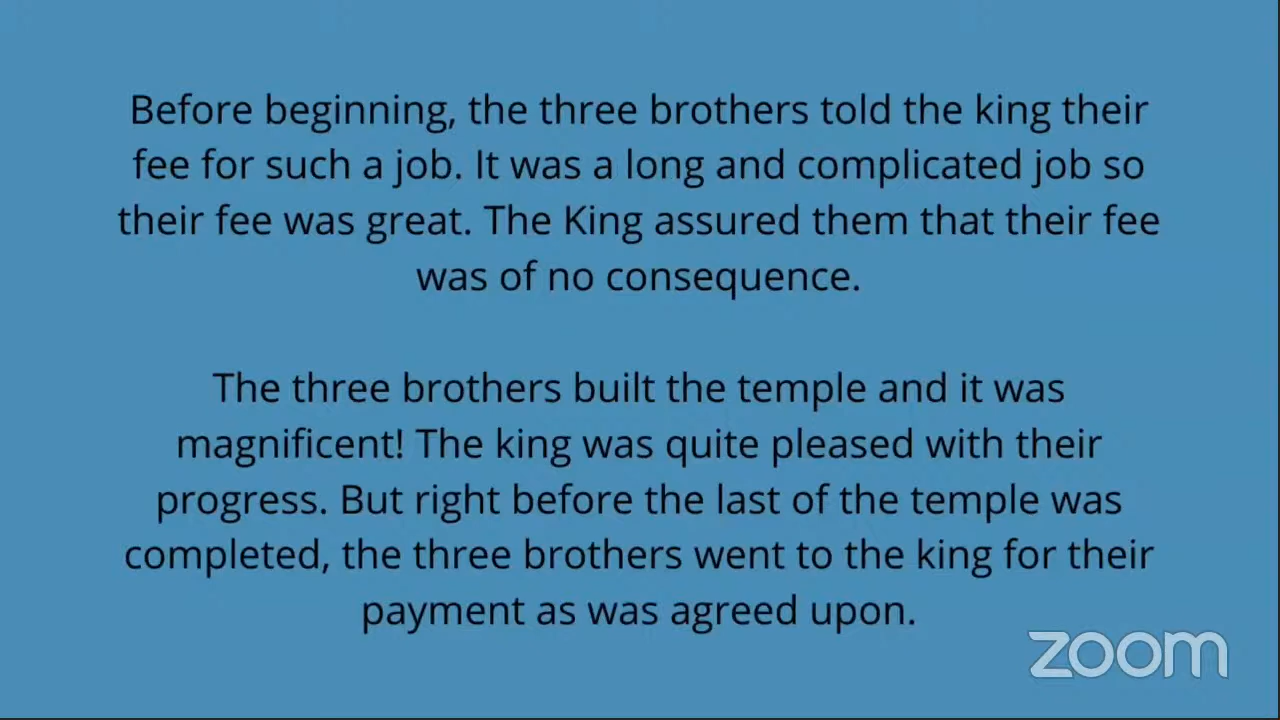 Before beginning, the three brothers told the king their
fee for such a job. It was a long and complicated job so
their fee was great. The King assured them that their fee
was of no consequence.
The three brothers built the temple and it was
magnificent! The king was quite pleased with their
progress. But right before the last of the temple was
completed, the three brothers went to the king for their
payment as was agreed upon.
zoom